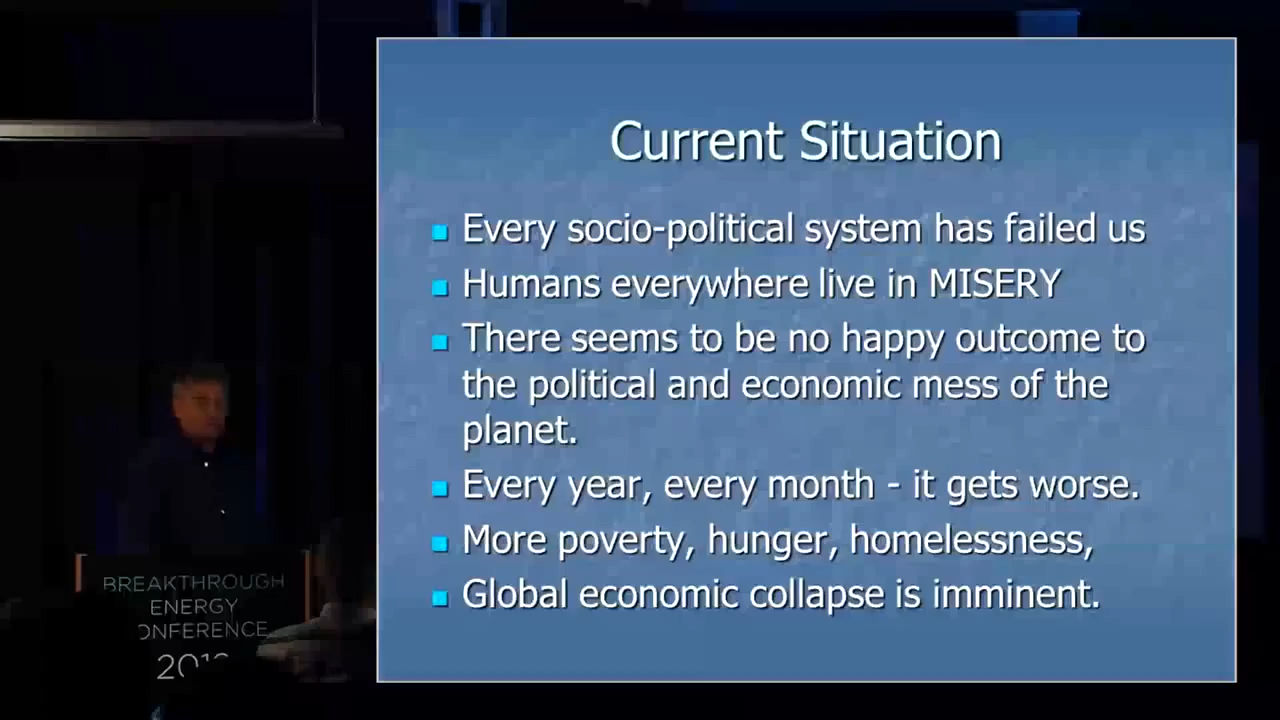 Current Situation
Every socio-political system has failed us
Humans everywhere live in MISERY
There seems to be no happy outcome to
the political and economic mess of the
planet.
Every year, every month - it gets worse.
More poverty, hunger, homelessness,
Global economic collapse is imminent.
BREAKTHROUGH
ENERGY
CONFERENCE